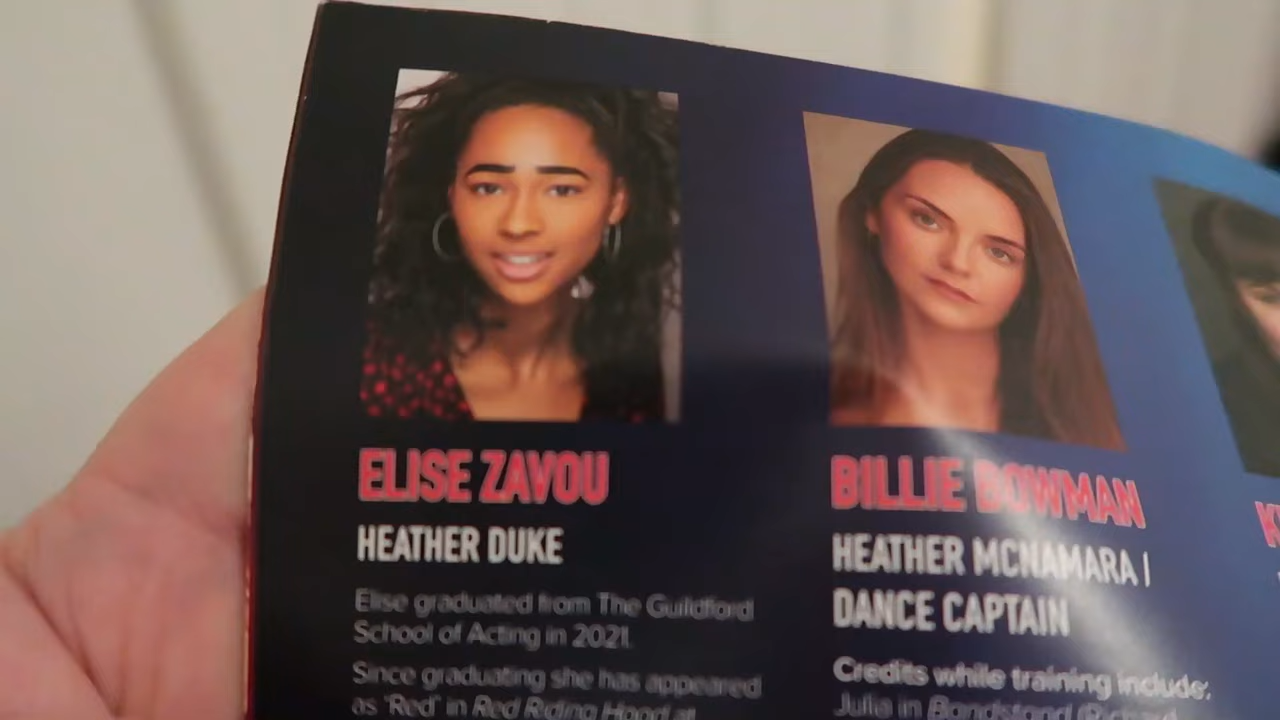 ELISE ZAVOU
HEATHER DUKE
Elise graduated from The Guildford
School of Acting in 2021.
Since graduating she has appeared
as 'Red' in Red Riding Hood at
BILLIE BOWMAN
HEATHER MCNAMARA |
DANCE CAPTAIN
Credits while training include:
Julia in Bandstand
K